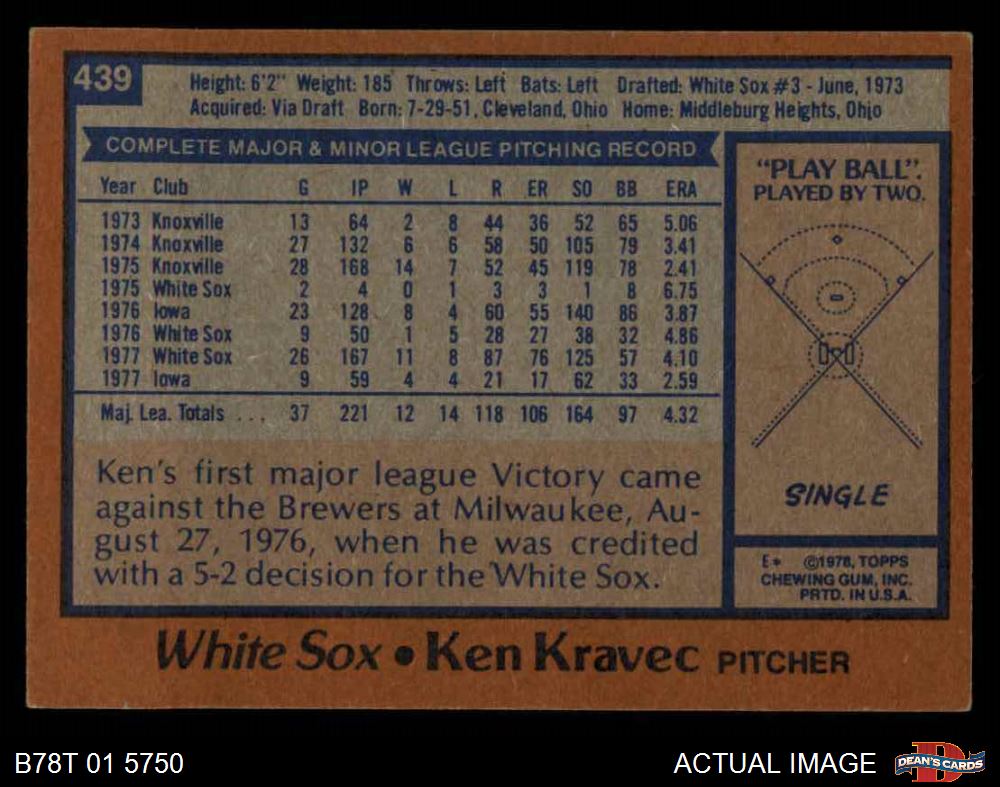 439
Height: 6'2" Weight: 185 Throws: Left Bats: Left Drafted: White Sox #3 - June, 1973
Acquired: Via Draft Born: 7-29-51, Cleveland, Ohio Home: Middleburg Heights, Ohio
COMPLETE MAJOR & MINOR LEAGUE PITCHING RECORD
Year Club G IP W L R ER SO BB ERA
1973 Knoxville 13 64 2 8 44 36 52 65 5.06
1974 Knoxville 27 132 6 6 58 50 105 79 3.41
1975 Knoxville 28 168 14 7 52 45 119 78 2.41
1975 White Sox 2 4 0 1 3 3 1 8 6.75
1976 Iowa 23 128 8 4 60 55 140 86 3.87
1976 White Sox 9 50 1 5 28 27 38 32 4.86
1977 White Sox 26 167 11 8 87 76 125 57 4.10
1977 Iowa 9 59 4 4 21 17 62 33 2.59
Maj. Lea. Totals ... 37 221 12 14 118 106 164 97 4.32
Ken's first major league Victory came
against the Brewers at Milwaukee, Au-
gust 27, 1976, when he was credited
with a 5-2 decision for the White Sox.
"PLAY BALL".
PLAYED BY TWO.
SINGLE
E* ©1978, TOPPS
CHEWING GUM, INC.
PRTD. IN U.S.A.
White Sox • Ken Kravec PITCHER
B78T 01 5750
ACTUAL IMAGE
DEAN'S CARDS